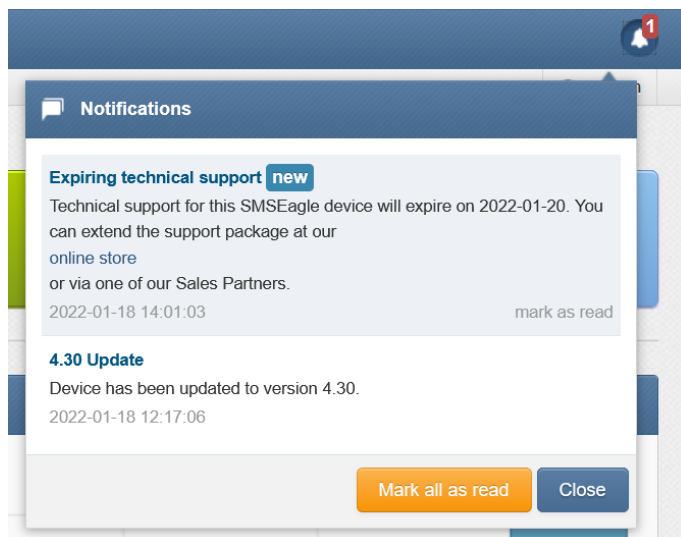 1
Notifications
Expiring technical support new
Technical support for this SMSEagle device will expire on 2022-01-20. You
can extend the support package at our
online store
or via one of our Sales Partners.
2022-01-18 14:01:03 mark as read
4.30 Update
Device has been updated to version 4.30.
2022-01-18 12:17:06
Mark all as read Close